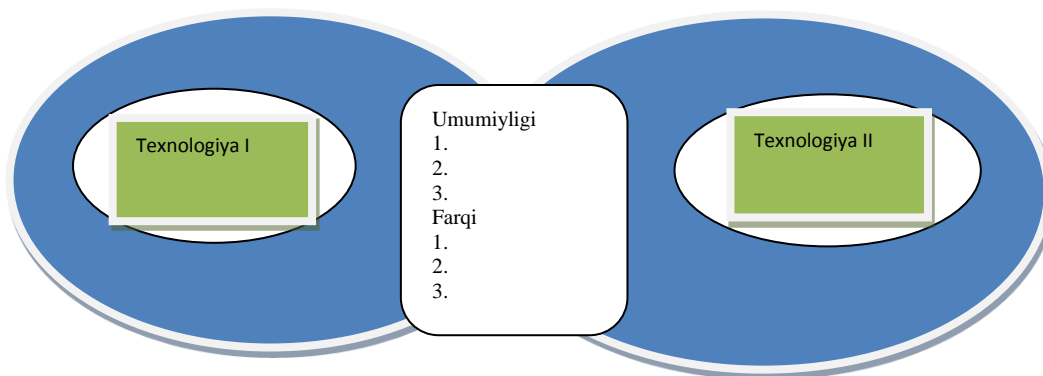 Texnologiya I
Umumiyligi
1.
2.
3.
Farqi
1.
2.
3.
Texnologiya II